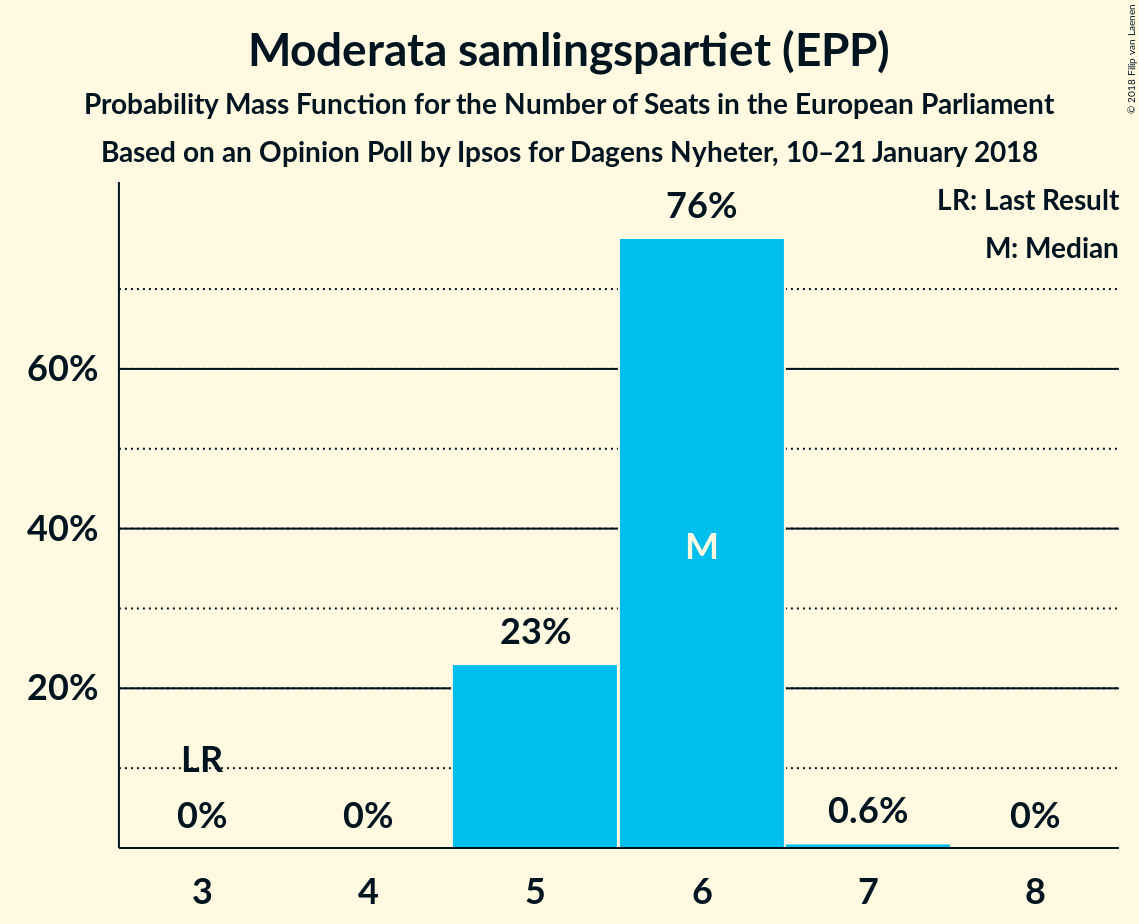 Moderata samlingspartiet (EPP)
Probability Mass Function for the Number of Seats in the European Parliament
Based on an Opinion Poll by Ipsos for Dagens Nyheter, 10–21 January 2018
© 2018 Filip van Laenen
LR: Last Result
M: Median
76%
60%
40%
M
23%
20%
LR
0%
0%
0.6%
0%
3
4
5
6
7
8